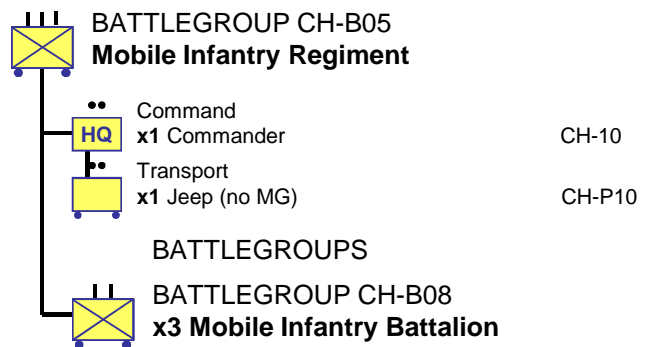 BATTLEGROUP CH-B05
Mobile Infantry Regiment
Command
HQ x1 Commander CH-10
Transport
x1 Jeep (no MG) CH-P10
BATTLEGROUPS
BATTLEGROUP CH-B08
x3 Mobile Infantry Battalion